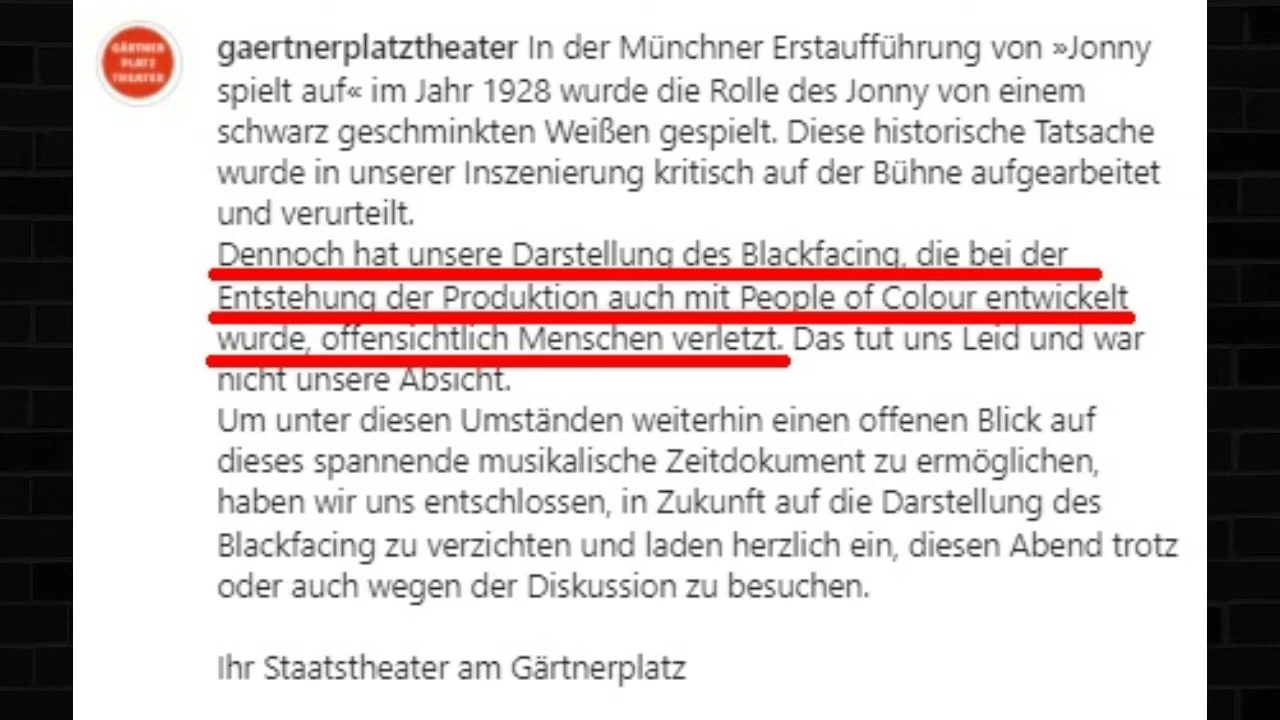 GÄRTNER
PLATZ
THEATER
gaertnerplatztheater In der Münchner Erstaufführung von »Jonny
spielt auf« im Jahr 1928 wurde die Rolle des Jonny von einem
schwarz geschminkten Weißen gespielt. Diese historische Tatsache
wurde in unserer Inszenierung kritisch auf der Bühne aufgearbeitet
und verurteilt.
Dennoch hat unsere Darstellung des Blackfacing, die bei der
Entstehung der Produktion auch mit People of Colour entwickelt
wurde, offensichtlich Menschen verletzt. Das tut uns Leid und war
nicht unsere Absicht.
Um unter diesen Umständen weiterhin einen offenen Blick auf
dieses spannende musikalische Zeitdokument zu ermöglichen,
haben wir uns entschlossen, in Zukunft auf die Darstellung des
Blackfacing zu verzichten und laden herzlich ein, diesen Abend trotz
oder auch wegen der Diskussion zu besuchen.
Ihr Staatstheater am Gärtnerplatz